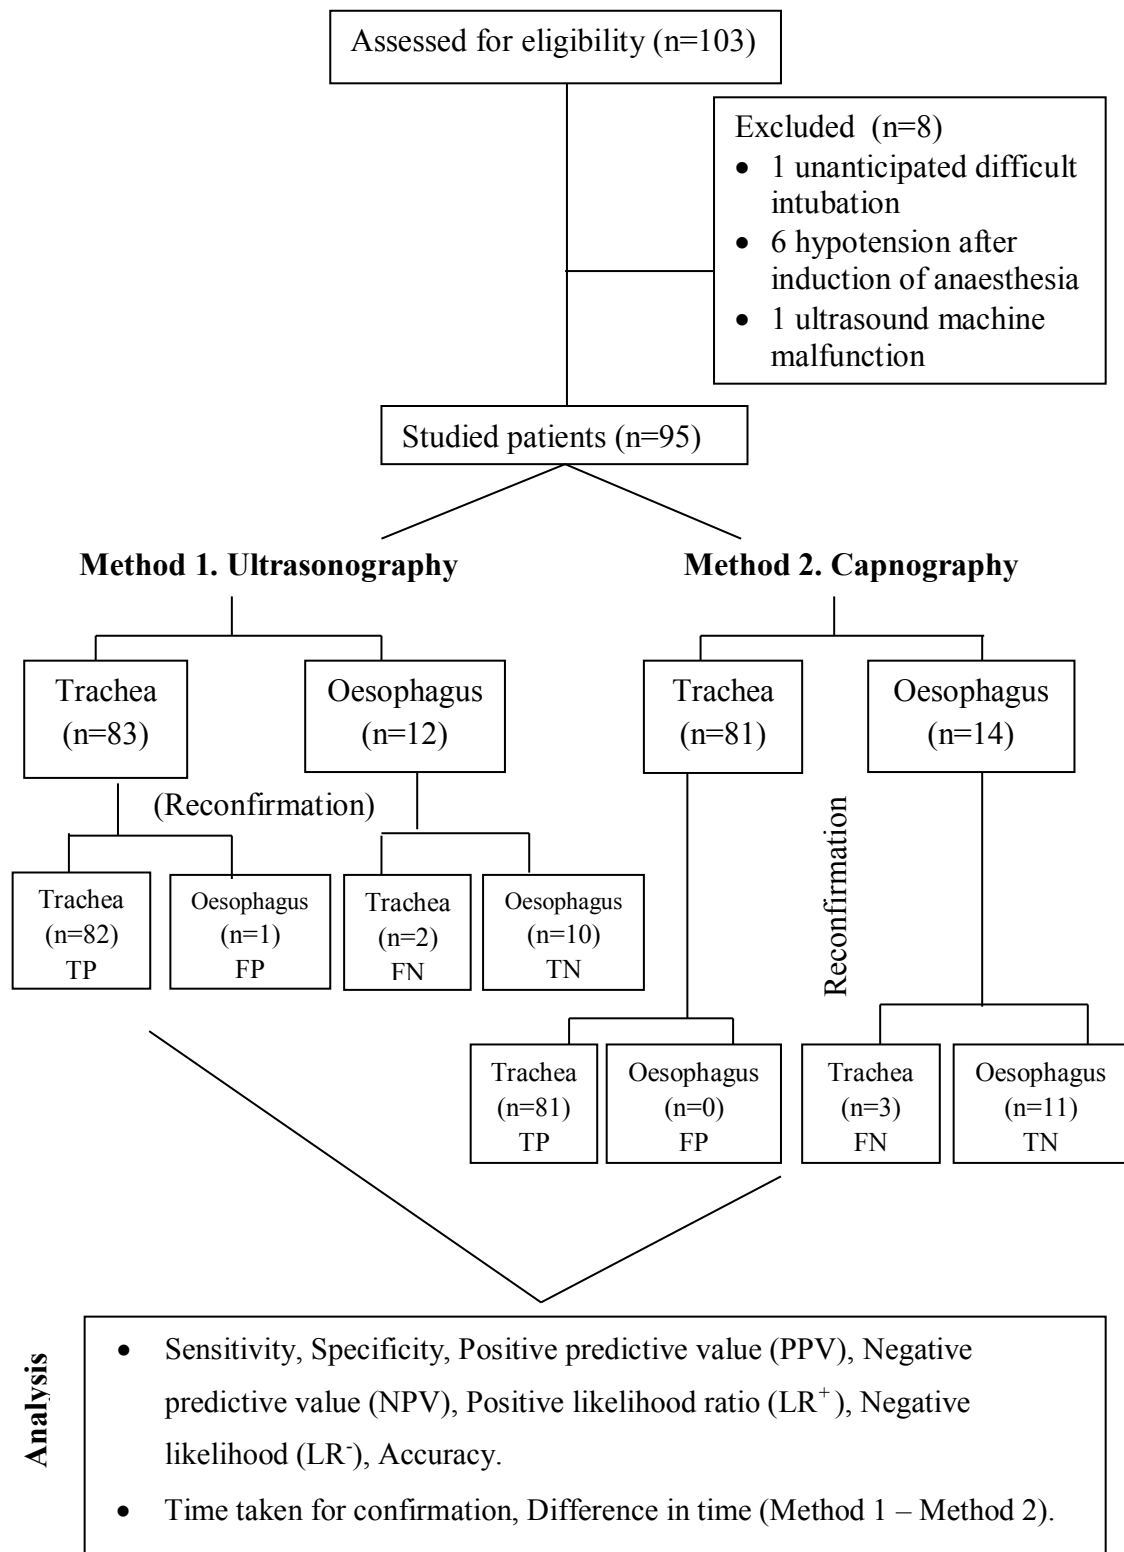 Assessed for eligibility (n=103)
Excluded (n=8)
• 1 unanticipated difficult
intubation
• 6 hypotension after
induction of anaesthesia
• 1 ultrasound machine
malfunction
Studied patients (n=95)
Method 1. Ultrasonography
Method 2. Capnography
Trachea
(n=83)
Oesophagus
(n=12)
Trachea
(n=81)
Oesophagus
(n=14)
(Reconfirmation)
Reconfirmation
Trachea
(n=82)
TP
Oesophagus
(n=1)
FP
Trachea
(n=2)
FN
Oesophagus
(n=10)
TN
Trachea
(n=81)
TP
Oesophagus
(n=0)
FP
Trachea
(n=3)
FN
Oesophagus
(n=11)
TN
Analysis
• Sensitivity, Specificity, Positive predictive value (PPV), Negative
predictive value (NPV), Positive likelihood ratio (LR⁺), Negative
likelihood (LR⁻), Accuracy.
• Time taken for confirmation, Difference in time (Method 1 – Method 2).